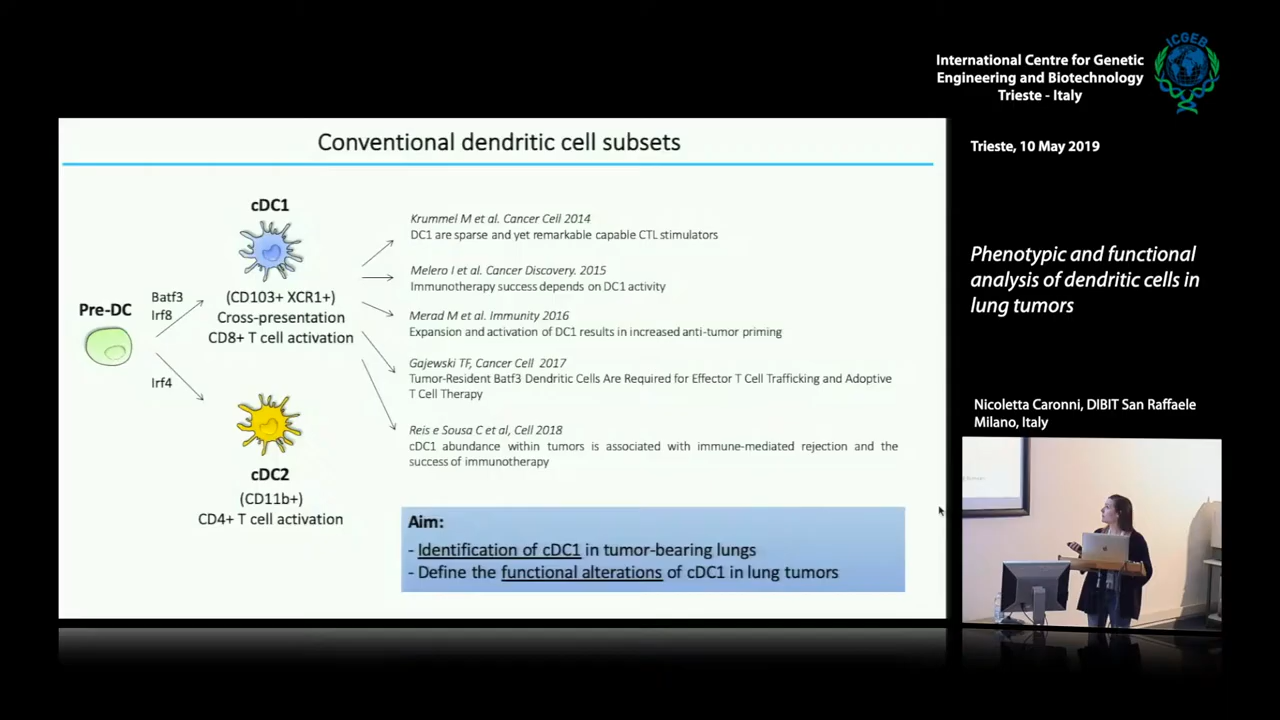 International Centre for Genetic
Engineering and Biotechnology
Trieste - Italy
ICGEB
Trieste, 10 May 2019
Phenotypic and functional
analysis of dendritic cells in
lung tumors
Nicoletta Caronni, DIBIT San Raffaele
Milano, Italy
Conventional dendritic cell subsets
Pre-DC
Batf3
Irf8
Irf4
cDC1
(CD103+ XCR1+)
Cross-presentation
CD8+ T cell activation
cDC2
(CD11b+)
CD4+ T cell activation
Krummel M et al. Cancer Cell 2014
DC1 are sparse and yet remarkable capable CTL stimulators
Melero I et al. Cancer Discovery. 2015
Immunotherapy success depends on DC1 activity
Merad M et al. Immunity 2016
Expansion and activation of DC1 results in increased anti-tumor priming
Gajewski TF, Cancer Cell 2017
Tumor-Resident Batf3 Dendritic Cells Are Required for Effector T Cell Trafficking and Adoptive
T Cell Therapy
Reis e Sousa C et al, Cell 2018
cDC1 abundance within tumors is associated with immune-mediated rejection and the
success of immunotherapy
Aim:
- Identification of cDC1 in tumor-bearing lungs
- Define the functional alterations of cDC1 in lung tumors